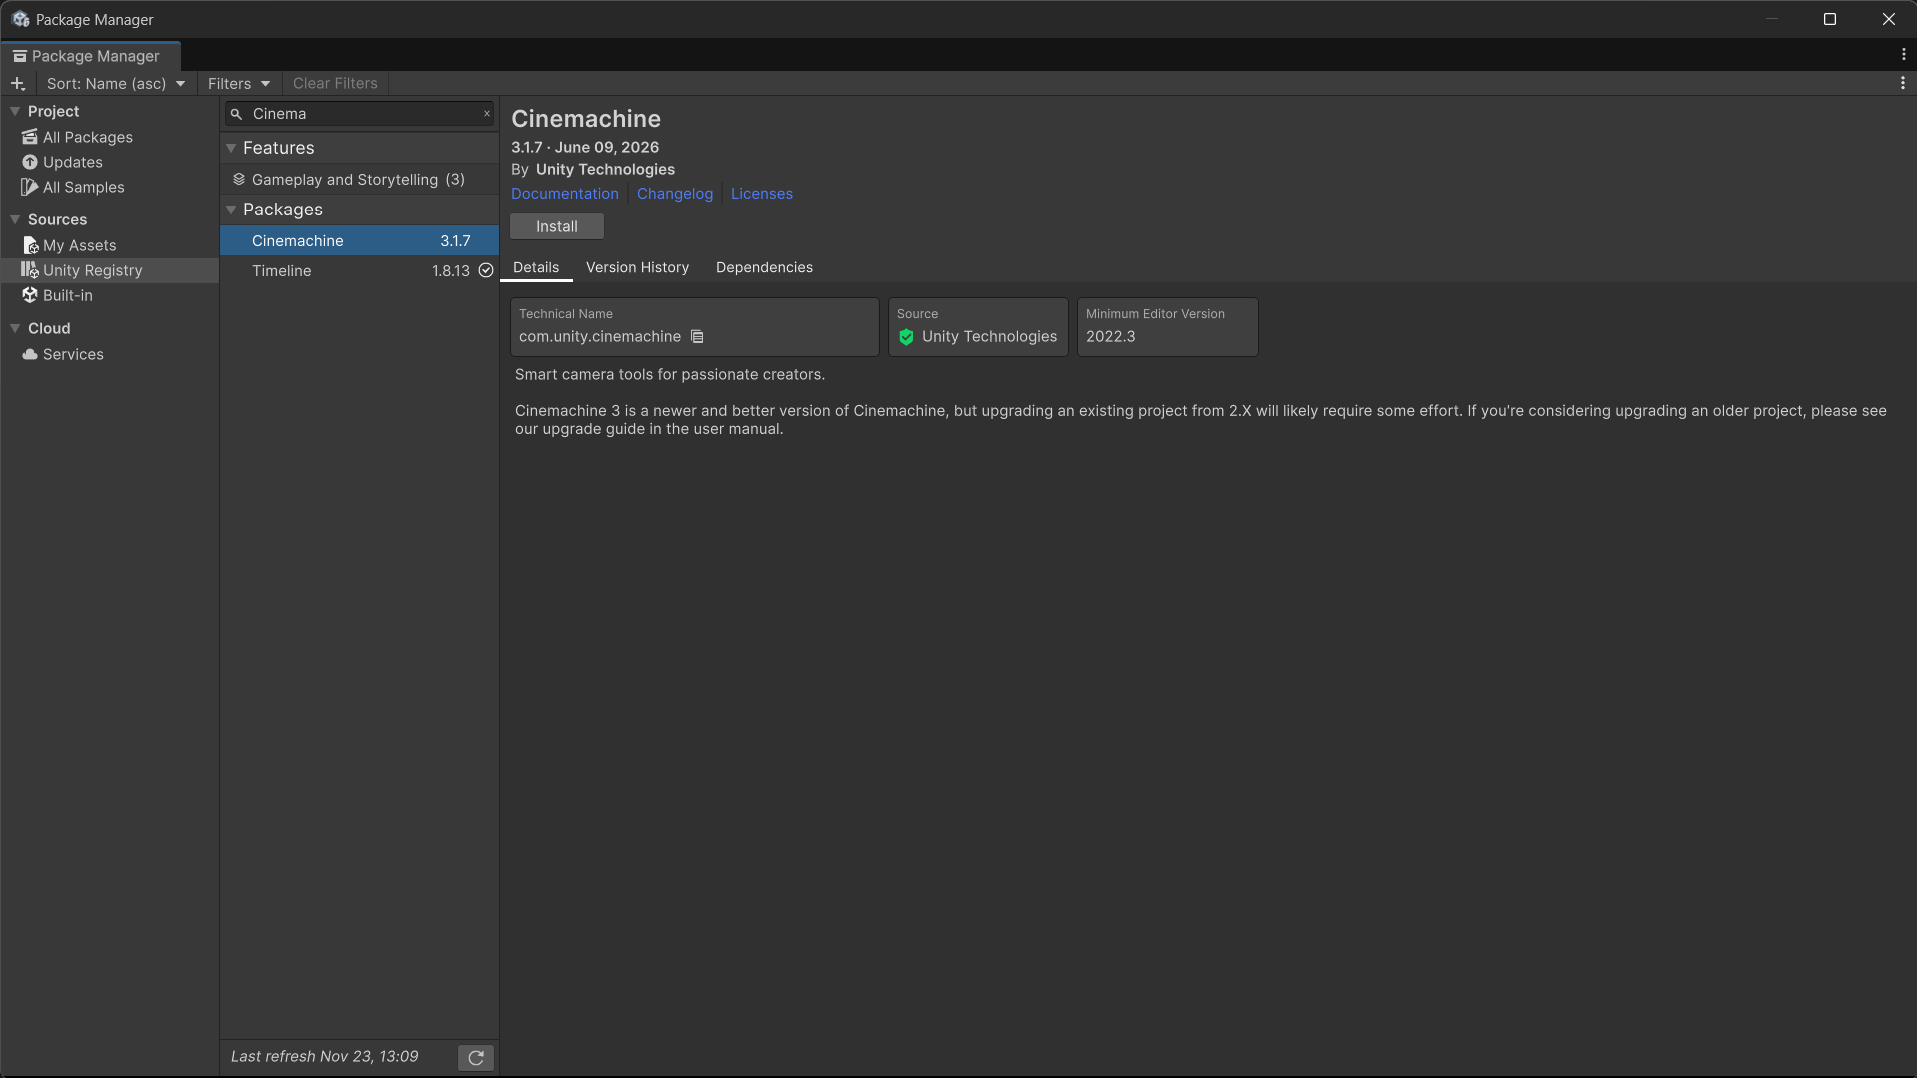 Package Manager
Package Manager
Sort: Name (asc)
Filters
Clear Filters
Project
All Packages
Updates
All Samples
Sources
My Assets
Unity Registry
Built-in
Cloud
Services
Cinema
Features
Gameplay and Storytelling (3)
Packages
Cinemachine 3.1.7
Timeline 1.8.13
Last refresh Nov 23, 13:09
Cinemachine
3.1.7 · June 09, 2026
By Unity Technologies
Documentation
Changelog
Licenses
Install
Details
Version History
Dependencies
Technical Name
com.unity.cinemachine
Source
Unity Technologies
Minimum Editor Version
2022.3
Smart camera tools for passionate creators.
Cinemachine 3 is a newer and better version of Cinemachine, but upgrading an existing project from 2.X will likely require some effort. If you're considering upgrading an older project, please see
our upgrade guide in the user manual.